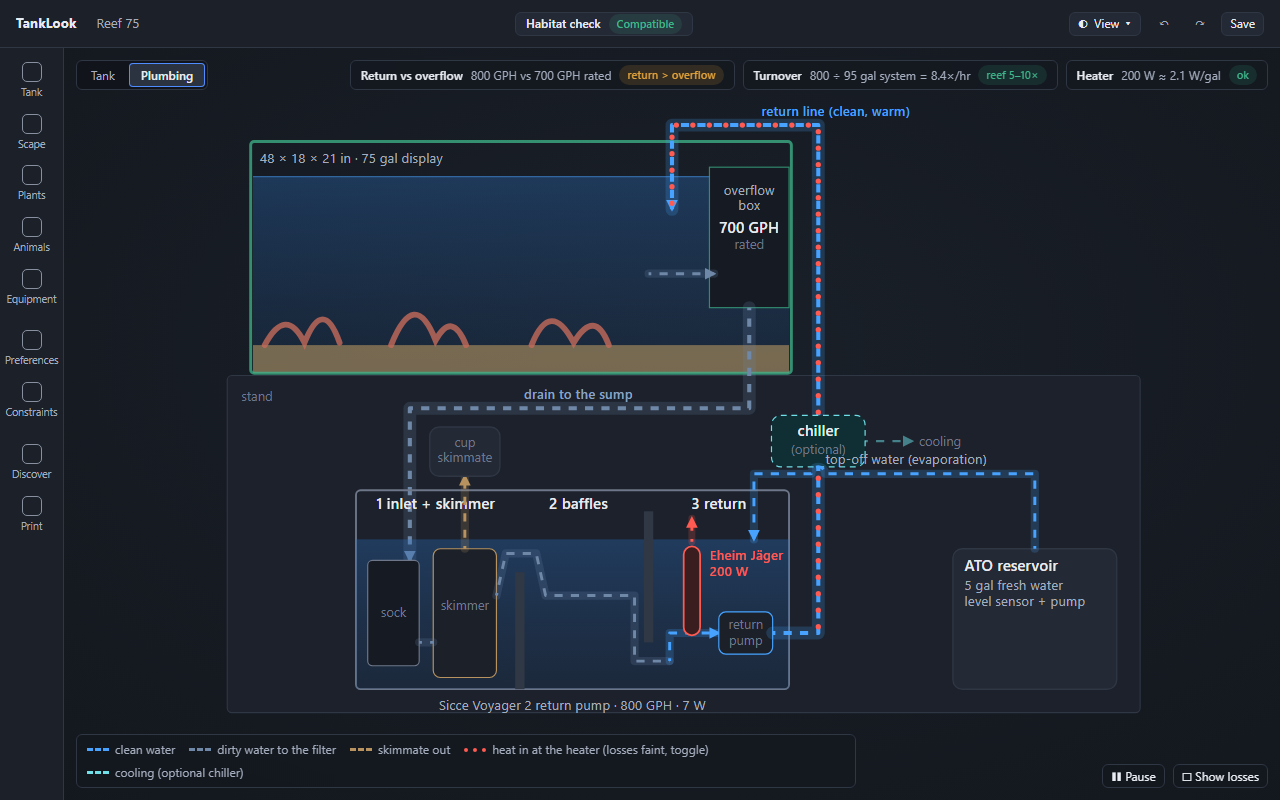 TankLook Reef 75 Habitat check Compatible View Save
Tank Plumbing Return vs overflow 800 GPH vs 700 GPH rated return > overflow Turnover 800 ÷ 95 gal system = 8.4×/hr reef 5–10× Heater 200 W ≈ 2.1 W/gal ok
Tank
Scape
Plants
Animals
Equipment
Preferences
Constraints
Discover
Print
return line (clean, warm)
48 × 18 × 21 in · 75 gal display
overflow
box
700 GPH
rated
stand
drain to the sump
cup
skimmate
chiller
(optional)
cooling
top-off water (evaporation)
1 inlet + skimmer 2 baffles 3 return
Eheim Jäger
200 W
sock
skimmer
return
pump
ATO reservoir
5 gal fresh water
level sensor + pump
Sicce Voyager 2 return pump · 800 GPH · 7 W
clean water dirty water to the filter skimmate out heat in at the heater (losses faint, toggle)
cooling (optional chiller)
Pause Show losses